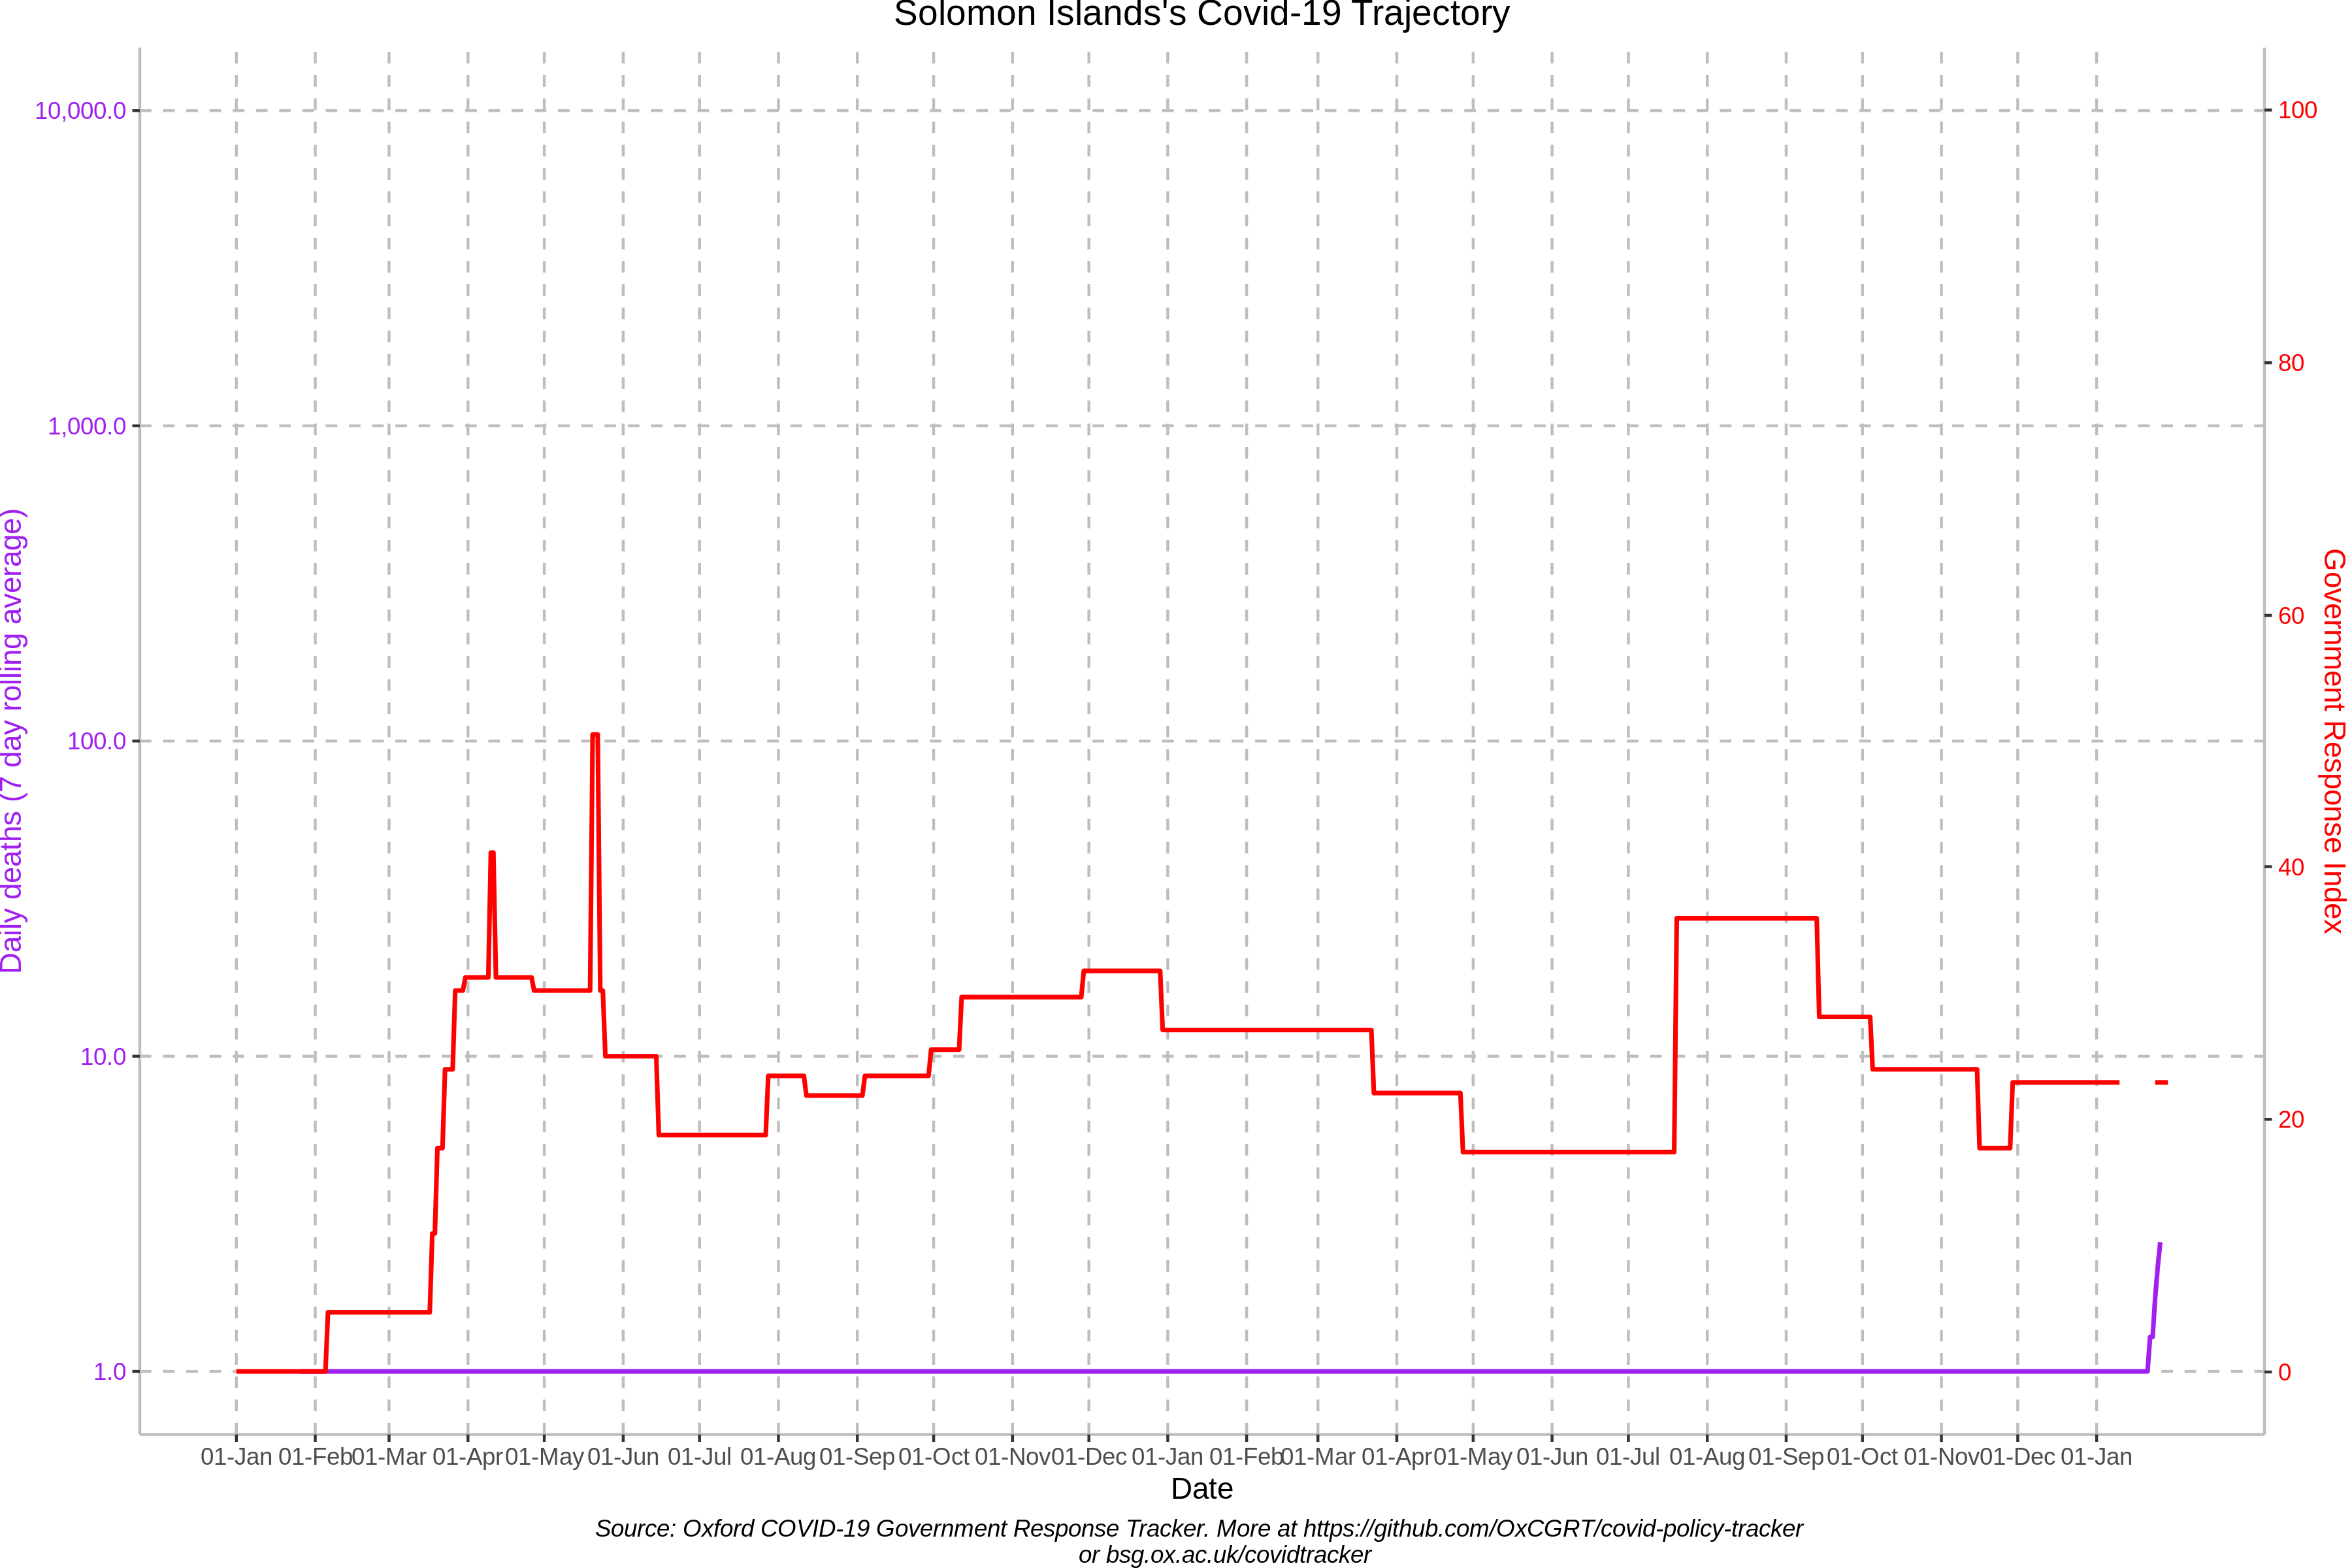 Solomon Islands's Covid-19 Trajectory
10,000.0
1,000.0
100.0
10.0
1.0
Daily deaths (7 day rolling average)
100
80
60
40
20
0
Government Response Index
01-Jan 01-Feb 01-Mar 01-Apr 01-May 01-Jun 01-Jul 01-Aug 01-Sep 01-Oct 01-Nov 01-Dec 01-Jan 01-Feb 01-Mar 01-Apr 01-May 01-Jun 01-Jul 01-Aug 01-Sep 01-Oct 01-Nov 01-Dec 01-Jan
Date
Source: Oxford COVID-19 Government Response Tracker. More at https://github.com/OxCGRT/covid-policy-tracker
or bsg.ox.ac.uk/covidtracker